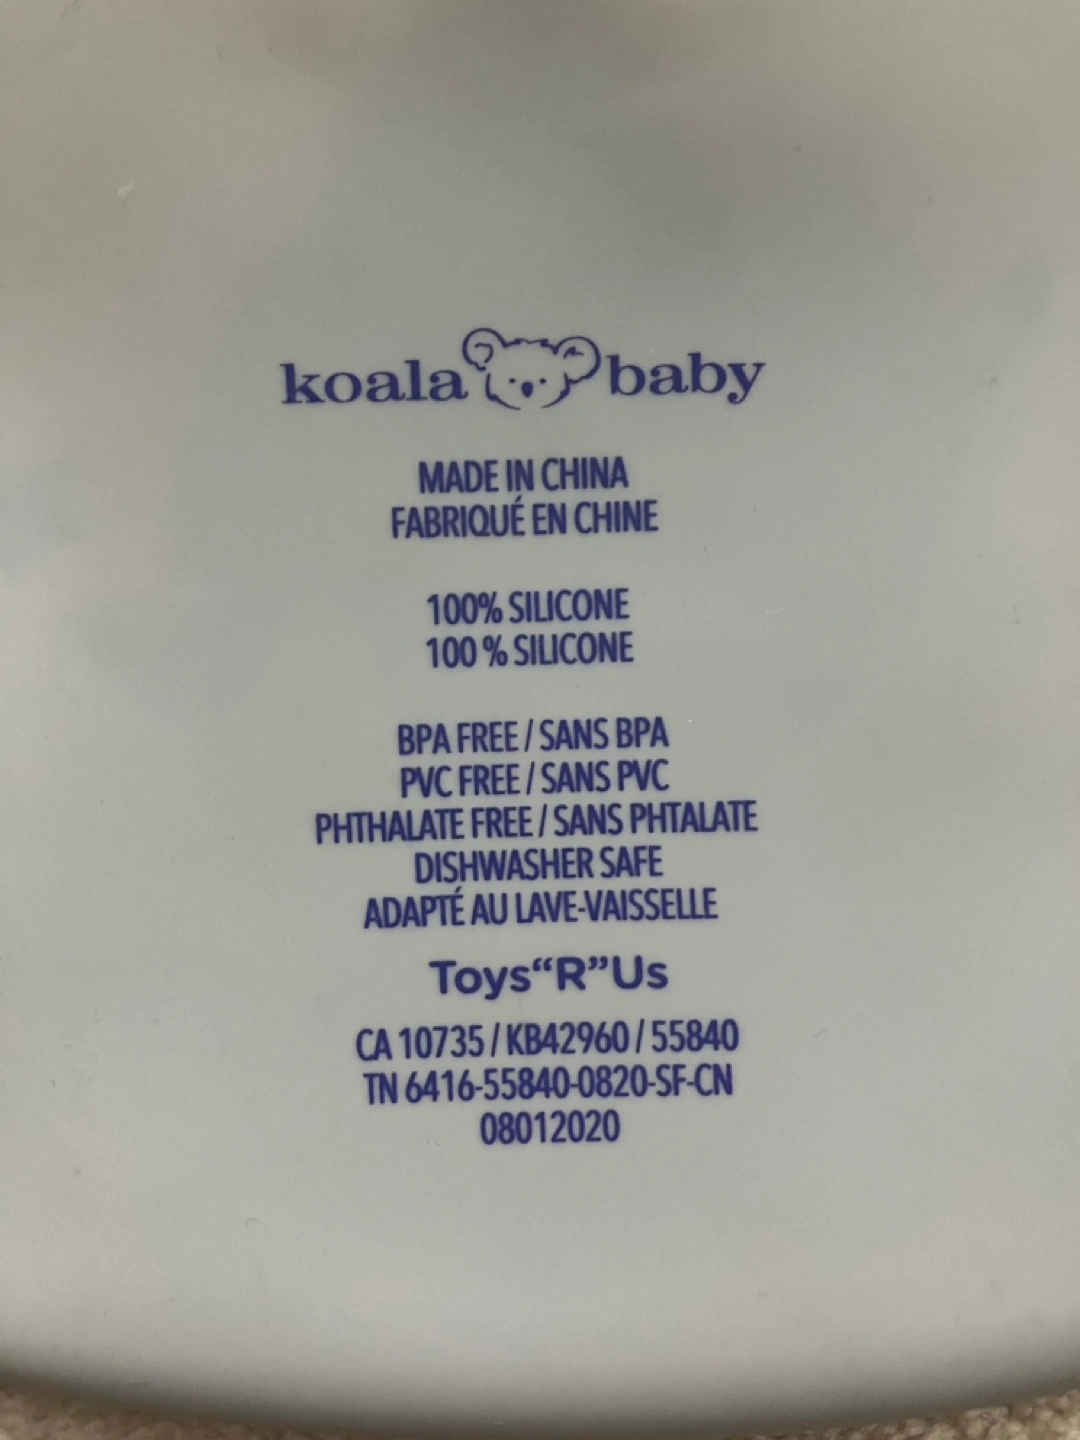 koala baby
MADE IN CHINA
FABRIQUÉ EN CHINE
100% SILICONE
100 % SILICONE
BPA FREE / SANS BPA
PVC FREE / SANS PVC
PHTHALATE FREE / SANS PHTALATE
DISHWASHER SAFE
ADAPTÉ AU LAVE-VAISSELLE
Toys“R”Us
CA 10735 / KB42960 / 55840
TN 6416-55840-0820-SF-CN
08012020